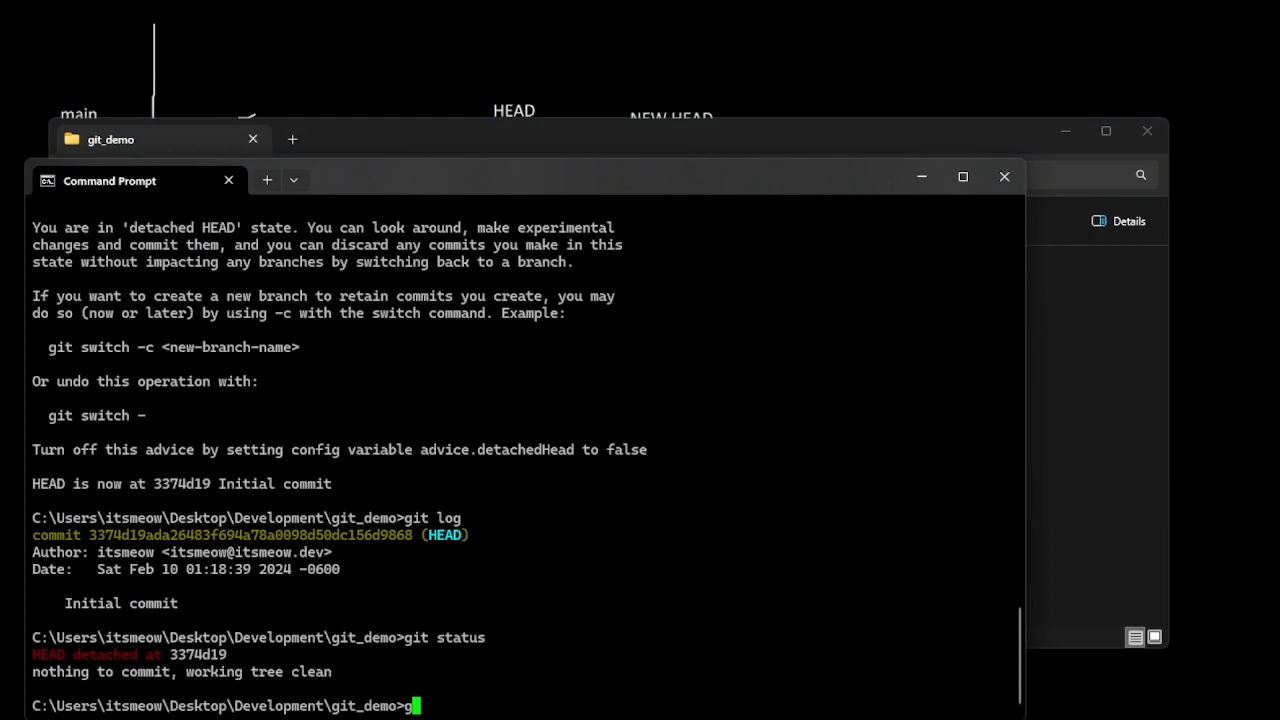 HEAD
main
NEW HEAD
git_demo
Command Prompt
Details
You are in 'detached HEAD' state. You can look around, make experimental
changes and commit them, and you can discard any commits you make in this
state without impacting any branches by switching back to a branch.
If you want to create a new branch to retain commits you create, you may
do so (now or later) by using -c with the switch command. Example:
git switch -c <new-branch-name>
Or undo this operation with:
git switch -
Turn off this advice by setting config variable advice.detachedHead to false
HEAD is now at 3374d19 Initial commit
C:\Users\itsmeow\Desktop\Development\git_demo>git log
commit 3374d19ada26483f694a78a0098d50dc156d9868 (HEAD)
Author: itsmeow <itsmeow@itsmeow.dev>
Date:   Sat Feb 10 01:18:39 2024 -0600
Initial commit
C:\Users\itsmeow\Desktop\Development\git_demo>git status
HEAD detached at 3374d19
nothing to commit, working tree clean
C:\Users\itsmeow\Desktop\Development\git_demo>g